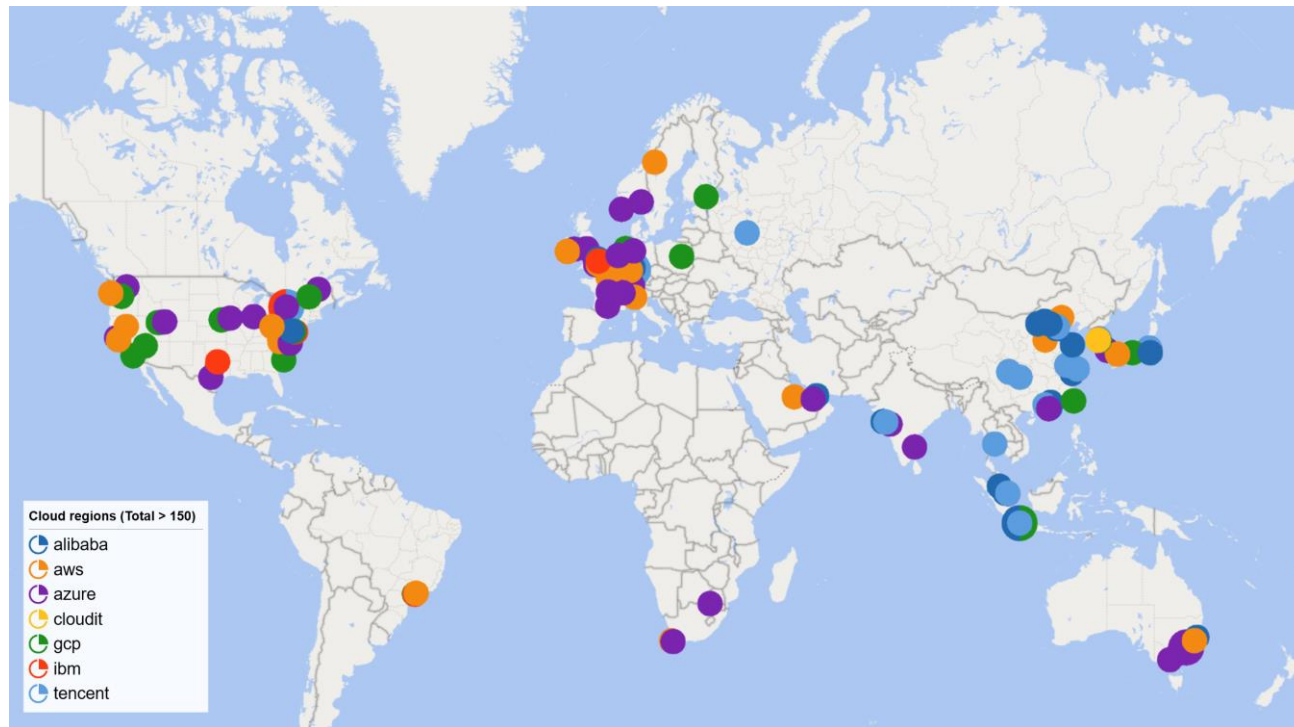 Cloud regions (Total > 150)
alibaba
aws
azure
cloudit
gcp
ibm
tencent